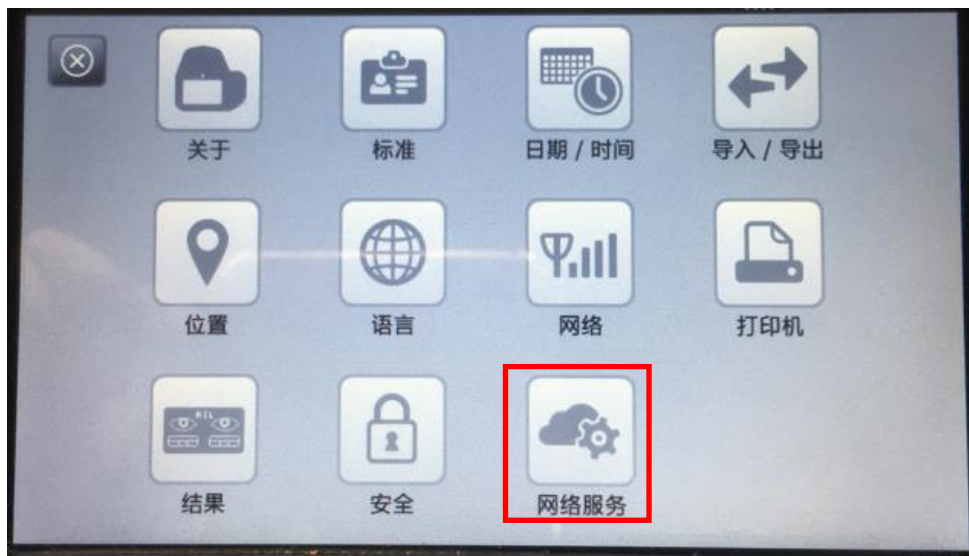 关于
标准
日期 / 时间
导入 / 导出
位置
语言
网络
打印机
结果
安全
网络服务